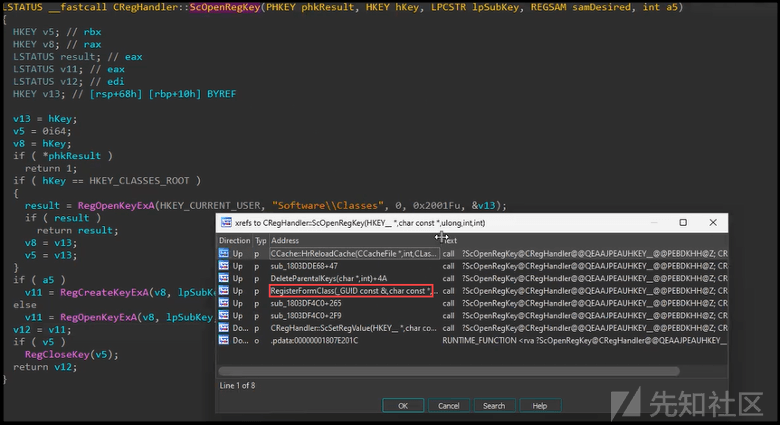 LSTATUS __fastcall CRegHandler::ScOpenRegKey(PHKEY phkResult, HKEY hKey, LPCSTR lpSubKey, REGSAM samDesired, int a5)
{
HKEY v5; // rbx
HKEY v8; // rax
LSTATUS result; // eax
LSTATUS v11; // eax
LSTATUS v12; // edi
HKEY v13; // [rsp+68h] [rbp+10h] BYREF
v13 = hKey;
v5 = 0i64;
v8 = hKey;
if ( *phkResult )
return 1;
if ( hKey == HKEY_CLASSES_ROOT )
{
result = RegOpenKeyExA(HKEY_CURRENT_USER, "Software\\Classes", 0, 0x2001Fu, &v13);
if ( result )
return result;
v8 = v13;
v5 = v13;
}
if ( a5 )
v11 = RegCreateKeyExA(v8, lpSubK
else
v11 = RegOpenKeyExA(v8, lpSubKey
v12 = v11;
if ( v5 )
RegCloseKey(v5);
return v12;
}
xrefs to CRegHandler::ScOpenRegKey(HKEY__ *,char const *,ulong,int,int)
Direction Typ Address Text
Up p CCache::HrReloadCache(CCacheFile *,int,CLas... call ?ScOpenRegKey@CRegHandler@@QEAAJPEAUHKEY__@@PEBDKHH@Z; CR
Up p sub_1803DDE68+47 call ?ScOpenRegKey@CRegHandler@@QEAAJPEAUHKEY__@@PEBDKHH@Z; CR
Up p DeleteParentalKeys(char *,int)+4A call ?ScOpenRegKey@CRegHandler@@QEAAJPEAUHKEY__@@PEBDKHH@Z; CR
Up p RegisterFormClass(_GUID const &,char const *, call ?ScOpenRegKey@CRegHandler@@QEAAJPEAUHKEY__@@PEBDKHH@Z; CR
Up p sub_1803DF4C0+265 call ?ScOpenRegKey@CRegHandler@@QEAAJPEAUHKEY__@@PEBDKHH@Z; CR
Up p sub_1803DF4C0+2F9 call ?ScOpenRegKey@CRegHandler@@QEAAJPEAUHKEY__@@PEBDKHH@Z; CR
Do... p CRegHandler::ScSetRegValue(HKEY__ *,char co... call ?ScOpenRegKey@CRegHandler@@QEAAJPEAUHKEY__@@PEBDKHH@Z; CR
Do... o .pdata:00000001807E201C RUNTIME_FUNCTION <rva ?ScOpenRegKey@CRegHandler@@QEAAJPEAUHKEY__
Line 1 of 8
OK Cancel Search Help
先知社区